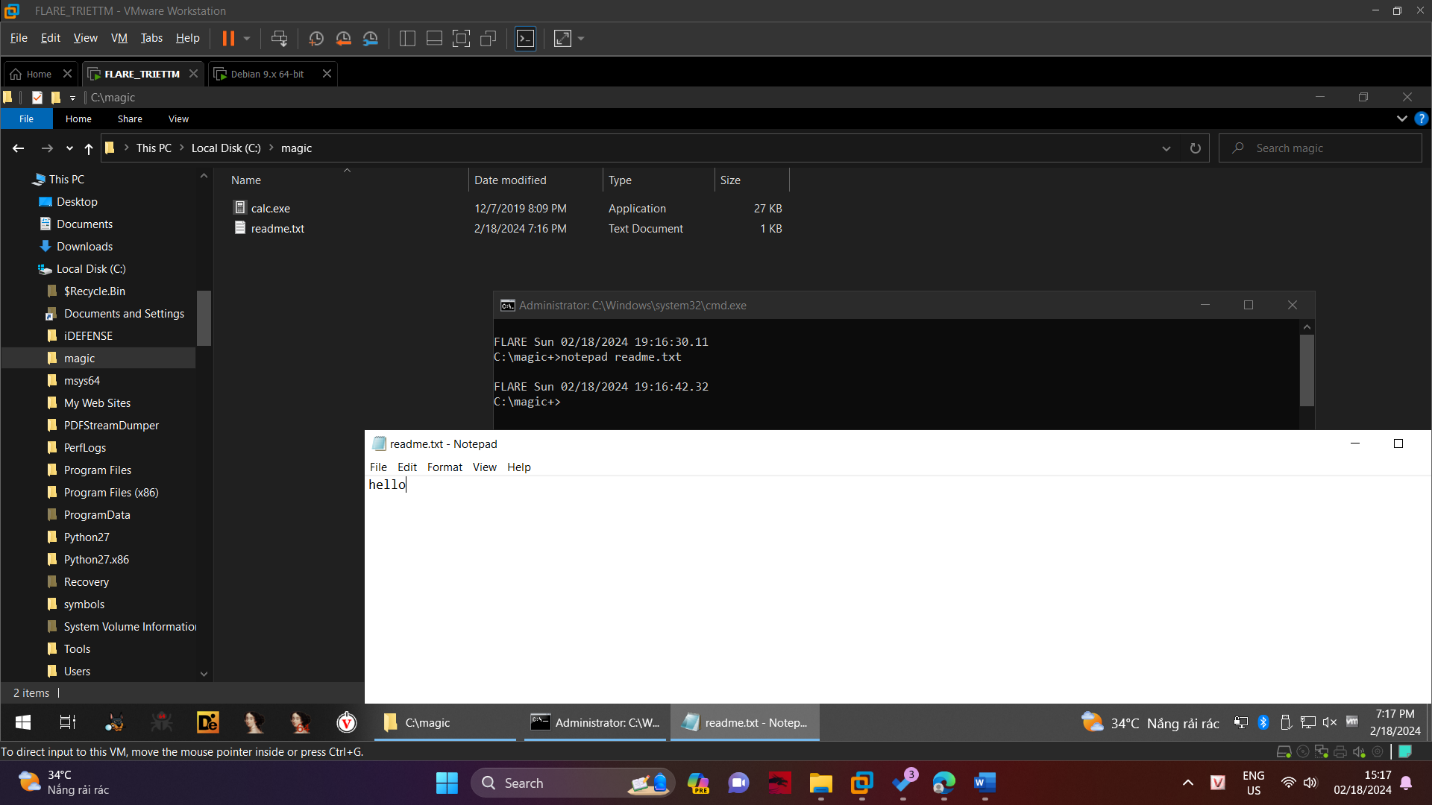 FLARE_TRIETTM - VMware Workstation
File Edit View VM Tabs Help
Home FLARE_TRIETTM Debian 9.x 64-bit
C:\magic
File Home Share View
This PC Local Disk (C:) magic Search magic
Name Date modified Type Size
calc.exe 12/7/2019 8:09 PM Application 27 KB
readme.txt 2/18/2024 7:16 PM Text Document 1 KB
This PC
Desktop
Documents
Downloads
Local Disk (C:)
$Recycle.Bin
Documents and Settings
iDEFENSE
magic
msys64
My Web Sites
PDFStreamDumper
PerfLogs
Program Files
Program Files (x86)
ProgramData
Python27
Python27.x86
Recovery
symbols
System Volume Information
Tools
Users
2 items
Administrator: C:\Windows\system32\cmd.exe
FLARE Sun 02/18/2024 19:16:30.11
C:\magic+>notepad readme.txt
FLARE Sun 02/18/2024 19:16:42.32
C:\magic+>
readme.txt - Notepad
File Edit Format View Help
hello
C:\magic Administrator: C:\W... readme.txt - Notep... 34°C Nắng rải rác 7:17 PM
2/18/2024
To direct input to this VM, move the mouse pointer inside or press Ctrl+G.
34°C
Nắng rải rác
Search
PRE
3
ENG
US
15:17
02/18/2024